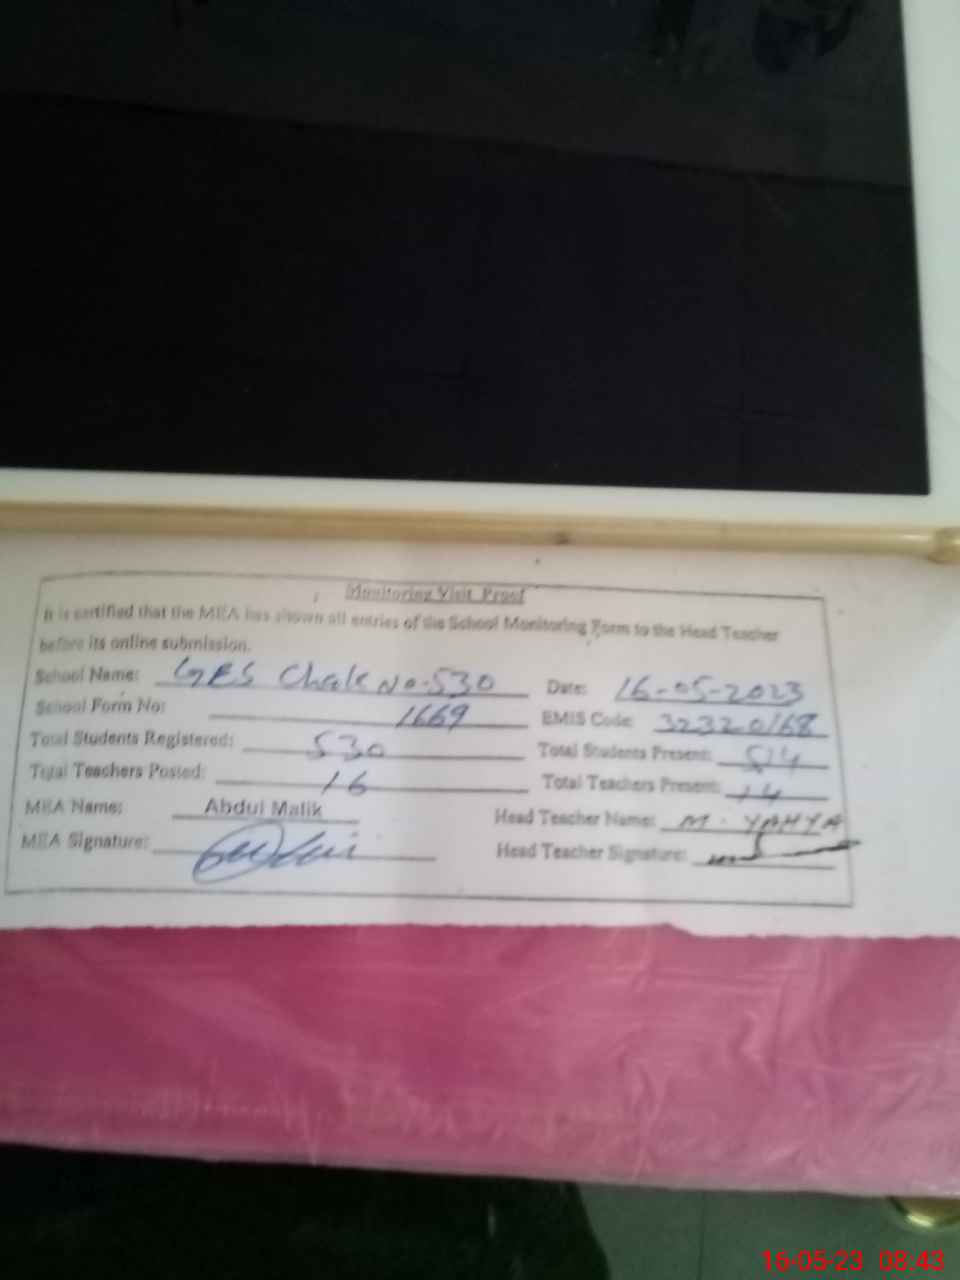 Monitoring Visit Proof
It is certified that the MEA has shown all entries of the School Monitoring Form to the Head Teacher
before its online submission.
School Name: GES Chak No-530 Date: 16-05-2023
School Form No: 1669 EMIS Code: 32320168
Total Students Registered: 530 Total Students Present: 514
Total Teachers Posted: 16 Total Teachers Present: 14
MEA Name: Abdul Malik Head Teacher Name: M. YAHYA
MEA Signature: Head Teacher Signature:
16-05-23 08:43